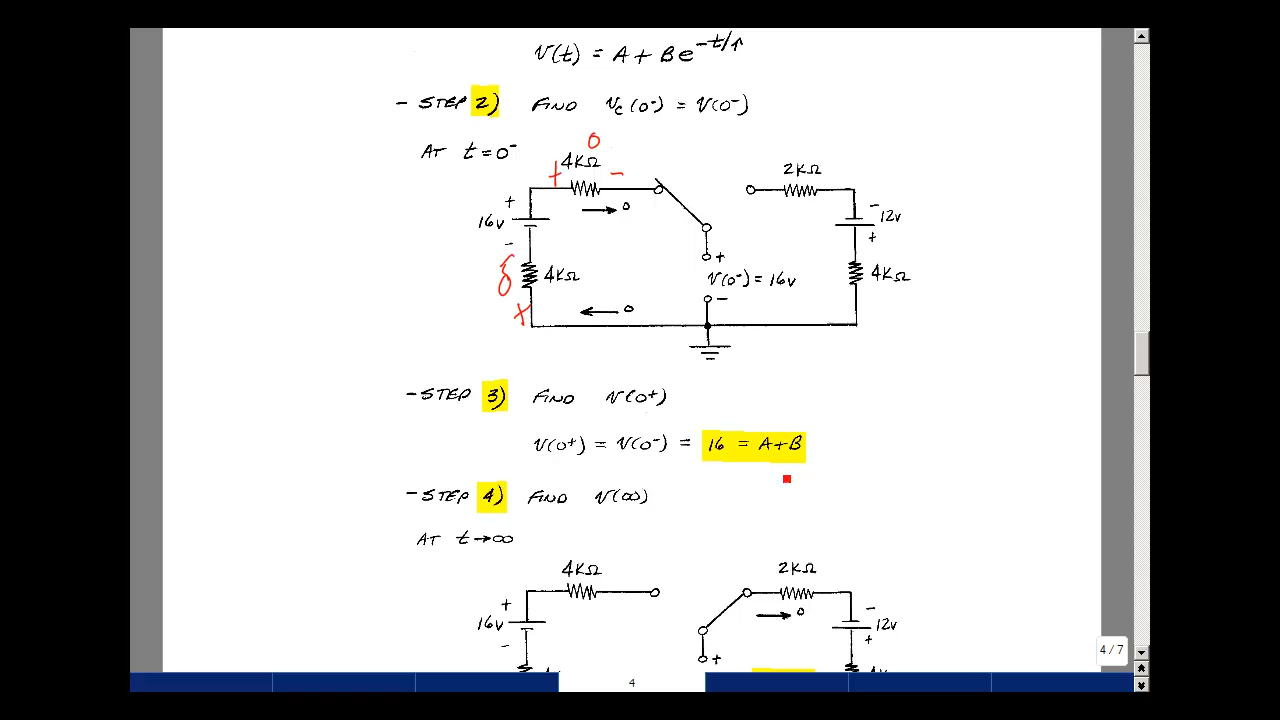 v(t) = A + Be^{-t/τ}
- STEP 2) FIND Vc(0⁻) = V(0⁻)
AT t=0⁻
0
4KΩ
+ -
0
+
16v
-
4KΩ
+
0
+
V(0⁻) = 16v
-
2KΩ
-
12v
+
4KΩ
- STEP 3) FIND V(0⁺)
V(0⁺) = V(0⁻) = 16 = A+B
- STEP 4) FIND V(∞)
AT t→∞
4KΩ
+
16v
-
2KΩ
0
-
12v
+
+
4/7
4